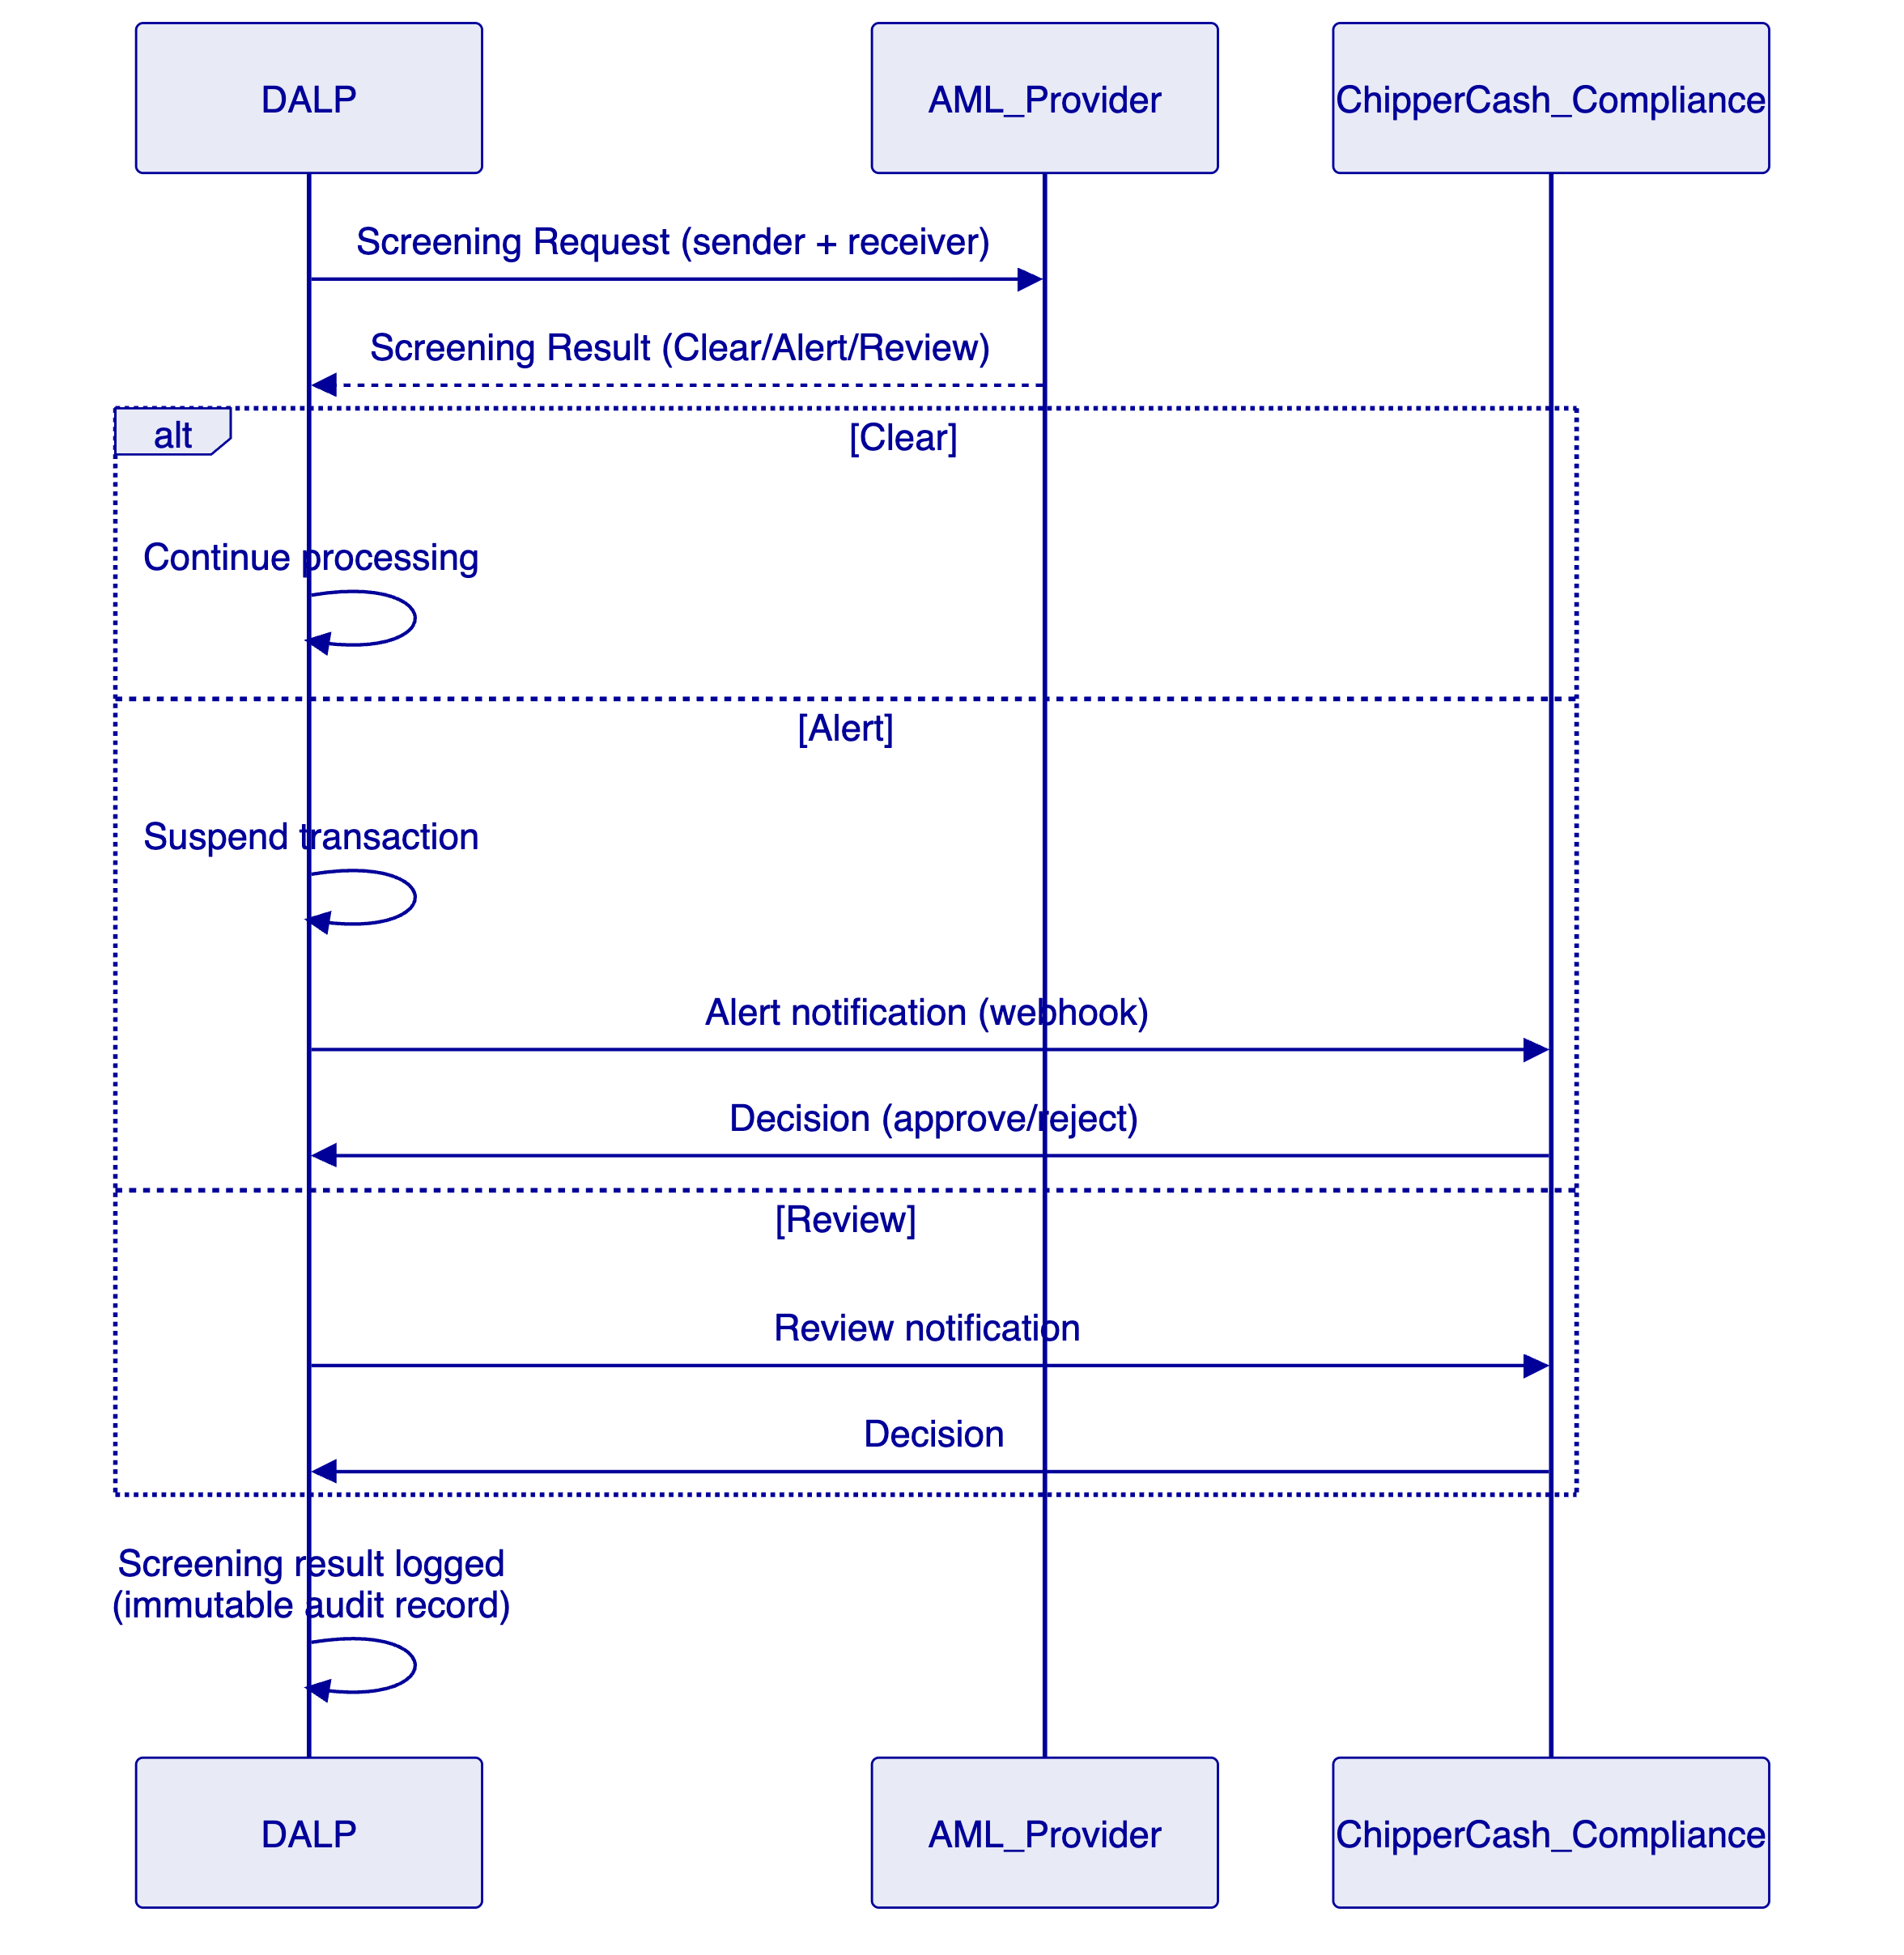 DALP
AML_Provider
ChipperCash_Compliance
Screening Request (sender + receiver)
Screening Result (Clear/Alert/Review)
alt
[Clear]
Continue processing
[Alert]
Suspend transaction
Alert notification (webhook)
Decision (approve/reject)
[Review]
Review notification
Decision
Screening result logged
(immutable audit record)
DALP
AML_Provider
ChipperCash_Compliance